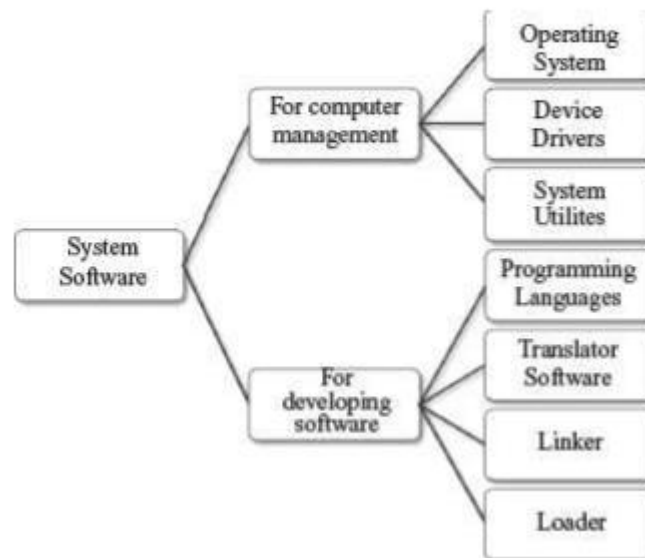 System
Software
For computer
management
Operating
System
Device
Drivers
System
Utilites
For
developing
software
Programming
Languages
Translator
Software
Linker
Loader